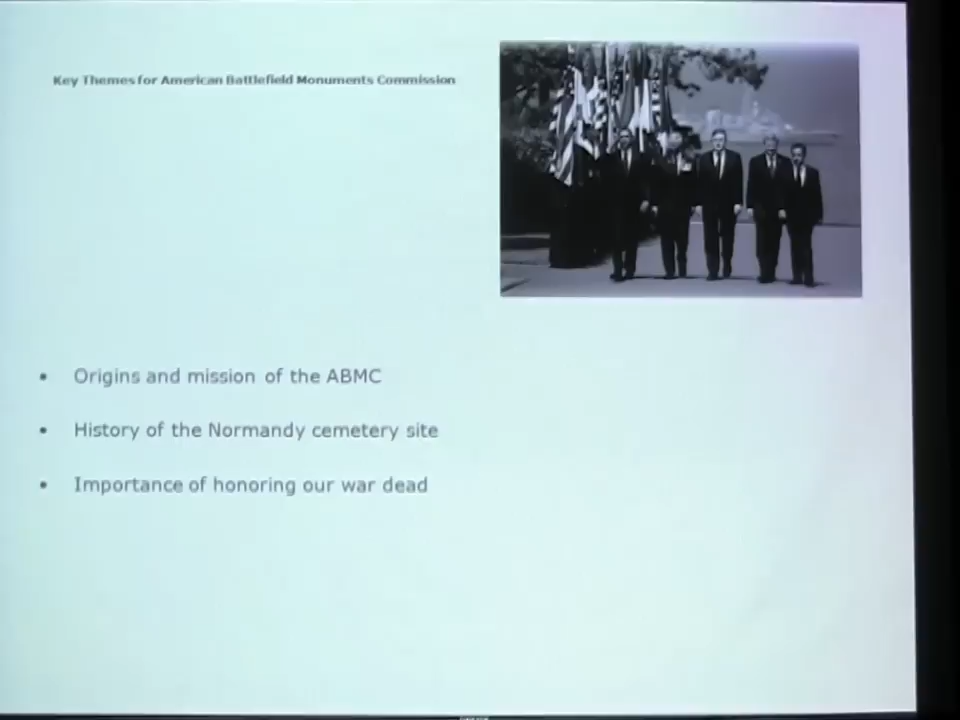 Key Themes for American Battlefield Monuments Commission
• Origins and mission of the ABMC
• History of the Normandy cemetery site
• Importance of honoring our war dead